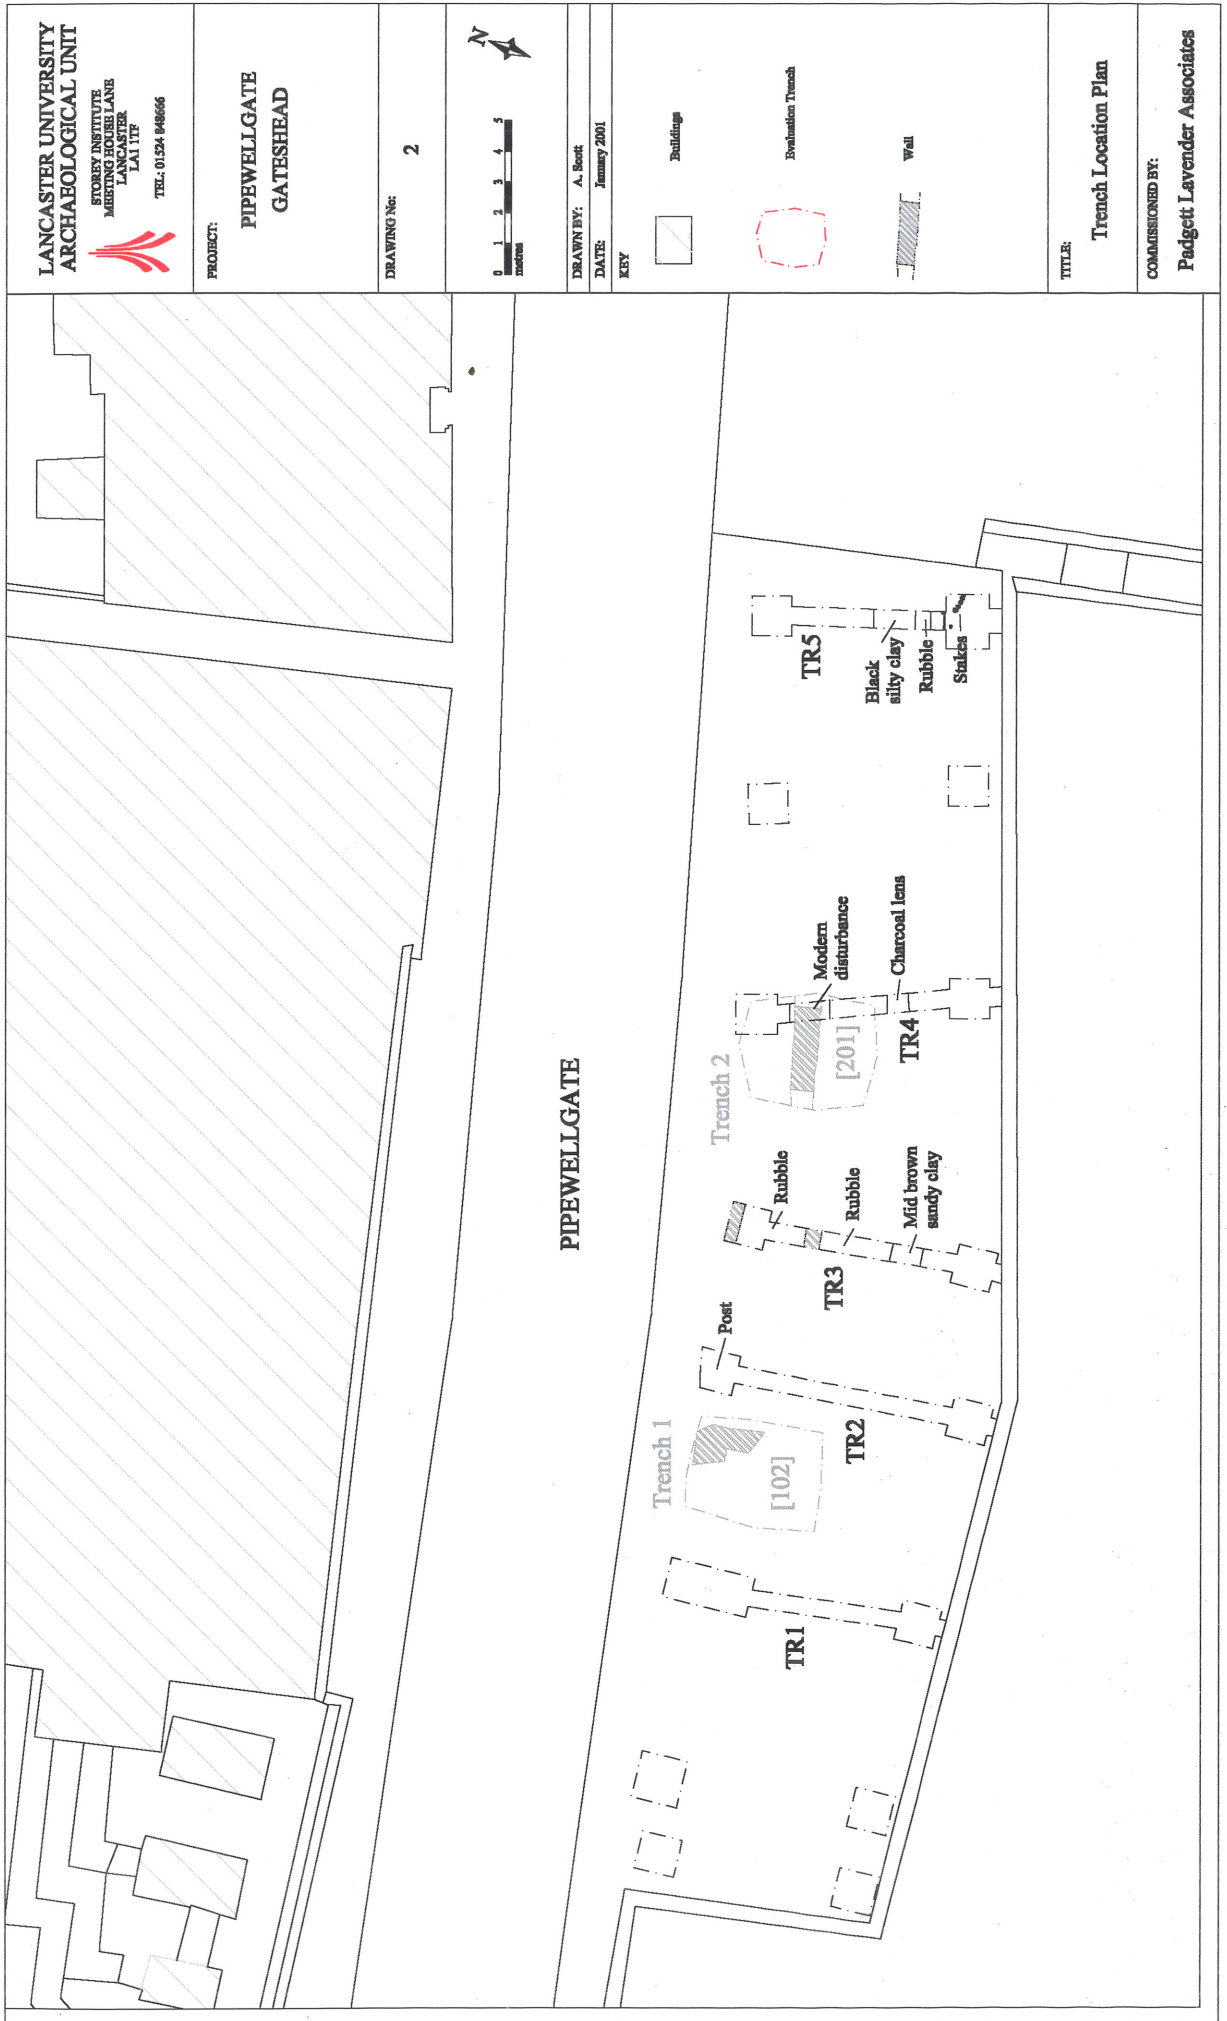 LANCASTER UNIVERSITY
ARCHAEOLOGICAL UNIT
STOREY INSTITUTE
MEETING HOUSE LANE
LANCASTER
LA1 1TF
TEL: 01524 848666
PROJECT:
PIPEWELLGATE
GATESHEAD
DRAWING No:
2
N
0 1 2 3 4 5
metres
DRAWN BY: A. Scott
DATE: January 2001
KEY
Buildings
Evaluation Trench
Wall
TITLE:
Trench Location Plan
COMMISSIONED BY:
Padgett Lavender Associates
PIPEWELLGATE
TR1
Trench 1
[102]
TR2
Post
TR3
Rubble
Rubble
Mid brown
sandy clay
Trench 2
[201]
TR4
Modern
disturbance
Charcoal lens
TR5
Black
silty clay
Rubble
Stakes